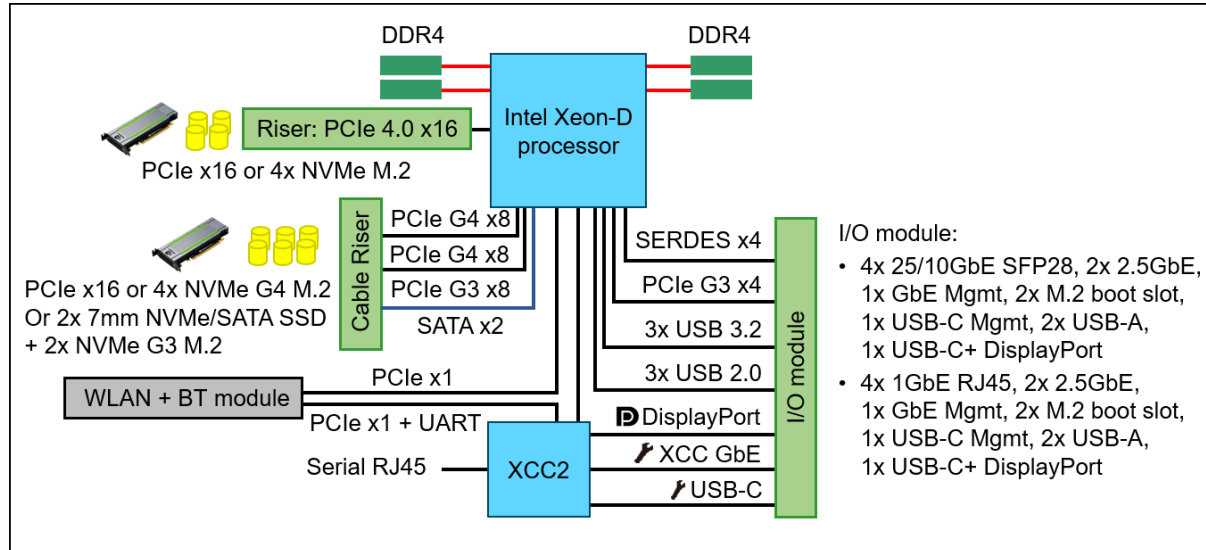 DDR4
DDR4
Intel Xeon-D
processor
Riser: PCIe 4.0 x16
PCIe x16 or 4x NVMe M.2
Cable Riser
PCIe G4 x8
PCIe G4 x8
PCIe G3 x8
SATA x2
PCIe x16 or 4x NVMe G4 M.2
Or 2x 7mm NVMe/SATA SSD
+ 2x NVMe G3 M.2
WLAN + BT module
PCIe x1
PCIe x1 + UART
Serial RJ45
XCC2
SERDES x4
PCIe G3 x4
3x USB 3.2
3x USB 2.0
DisplayPort
XCC GbE
USB-C
I/O module
I/O module:
• 4x 25/10GbE SFP28, 2x 2.5GbE,
1x GbE Mgmt, 2x M.2 boot slot,
1x USB-C Mgmt, 2x USB-A,
1x USB-C+ DisplayPort
• 4x 1GbE RJ45, 2x 2.5GbE,
1x GbE Mgmt, 2x M.2 boot slot,
1x USB-C Mgmt, 2x USB-A,
1x USB-C+ DisplayPort